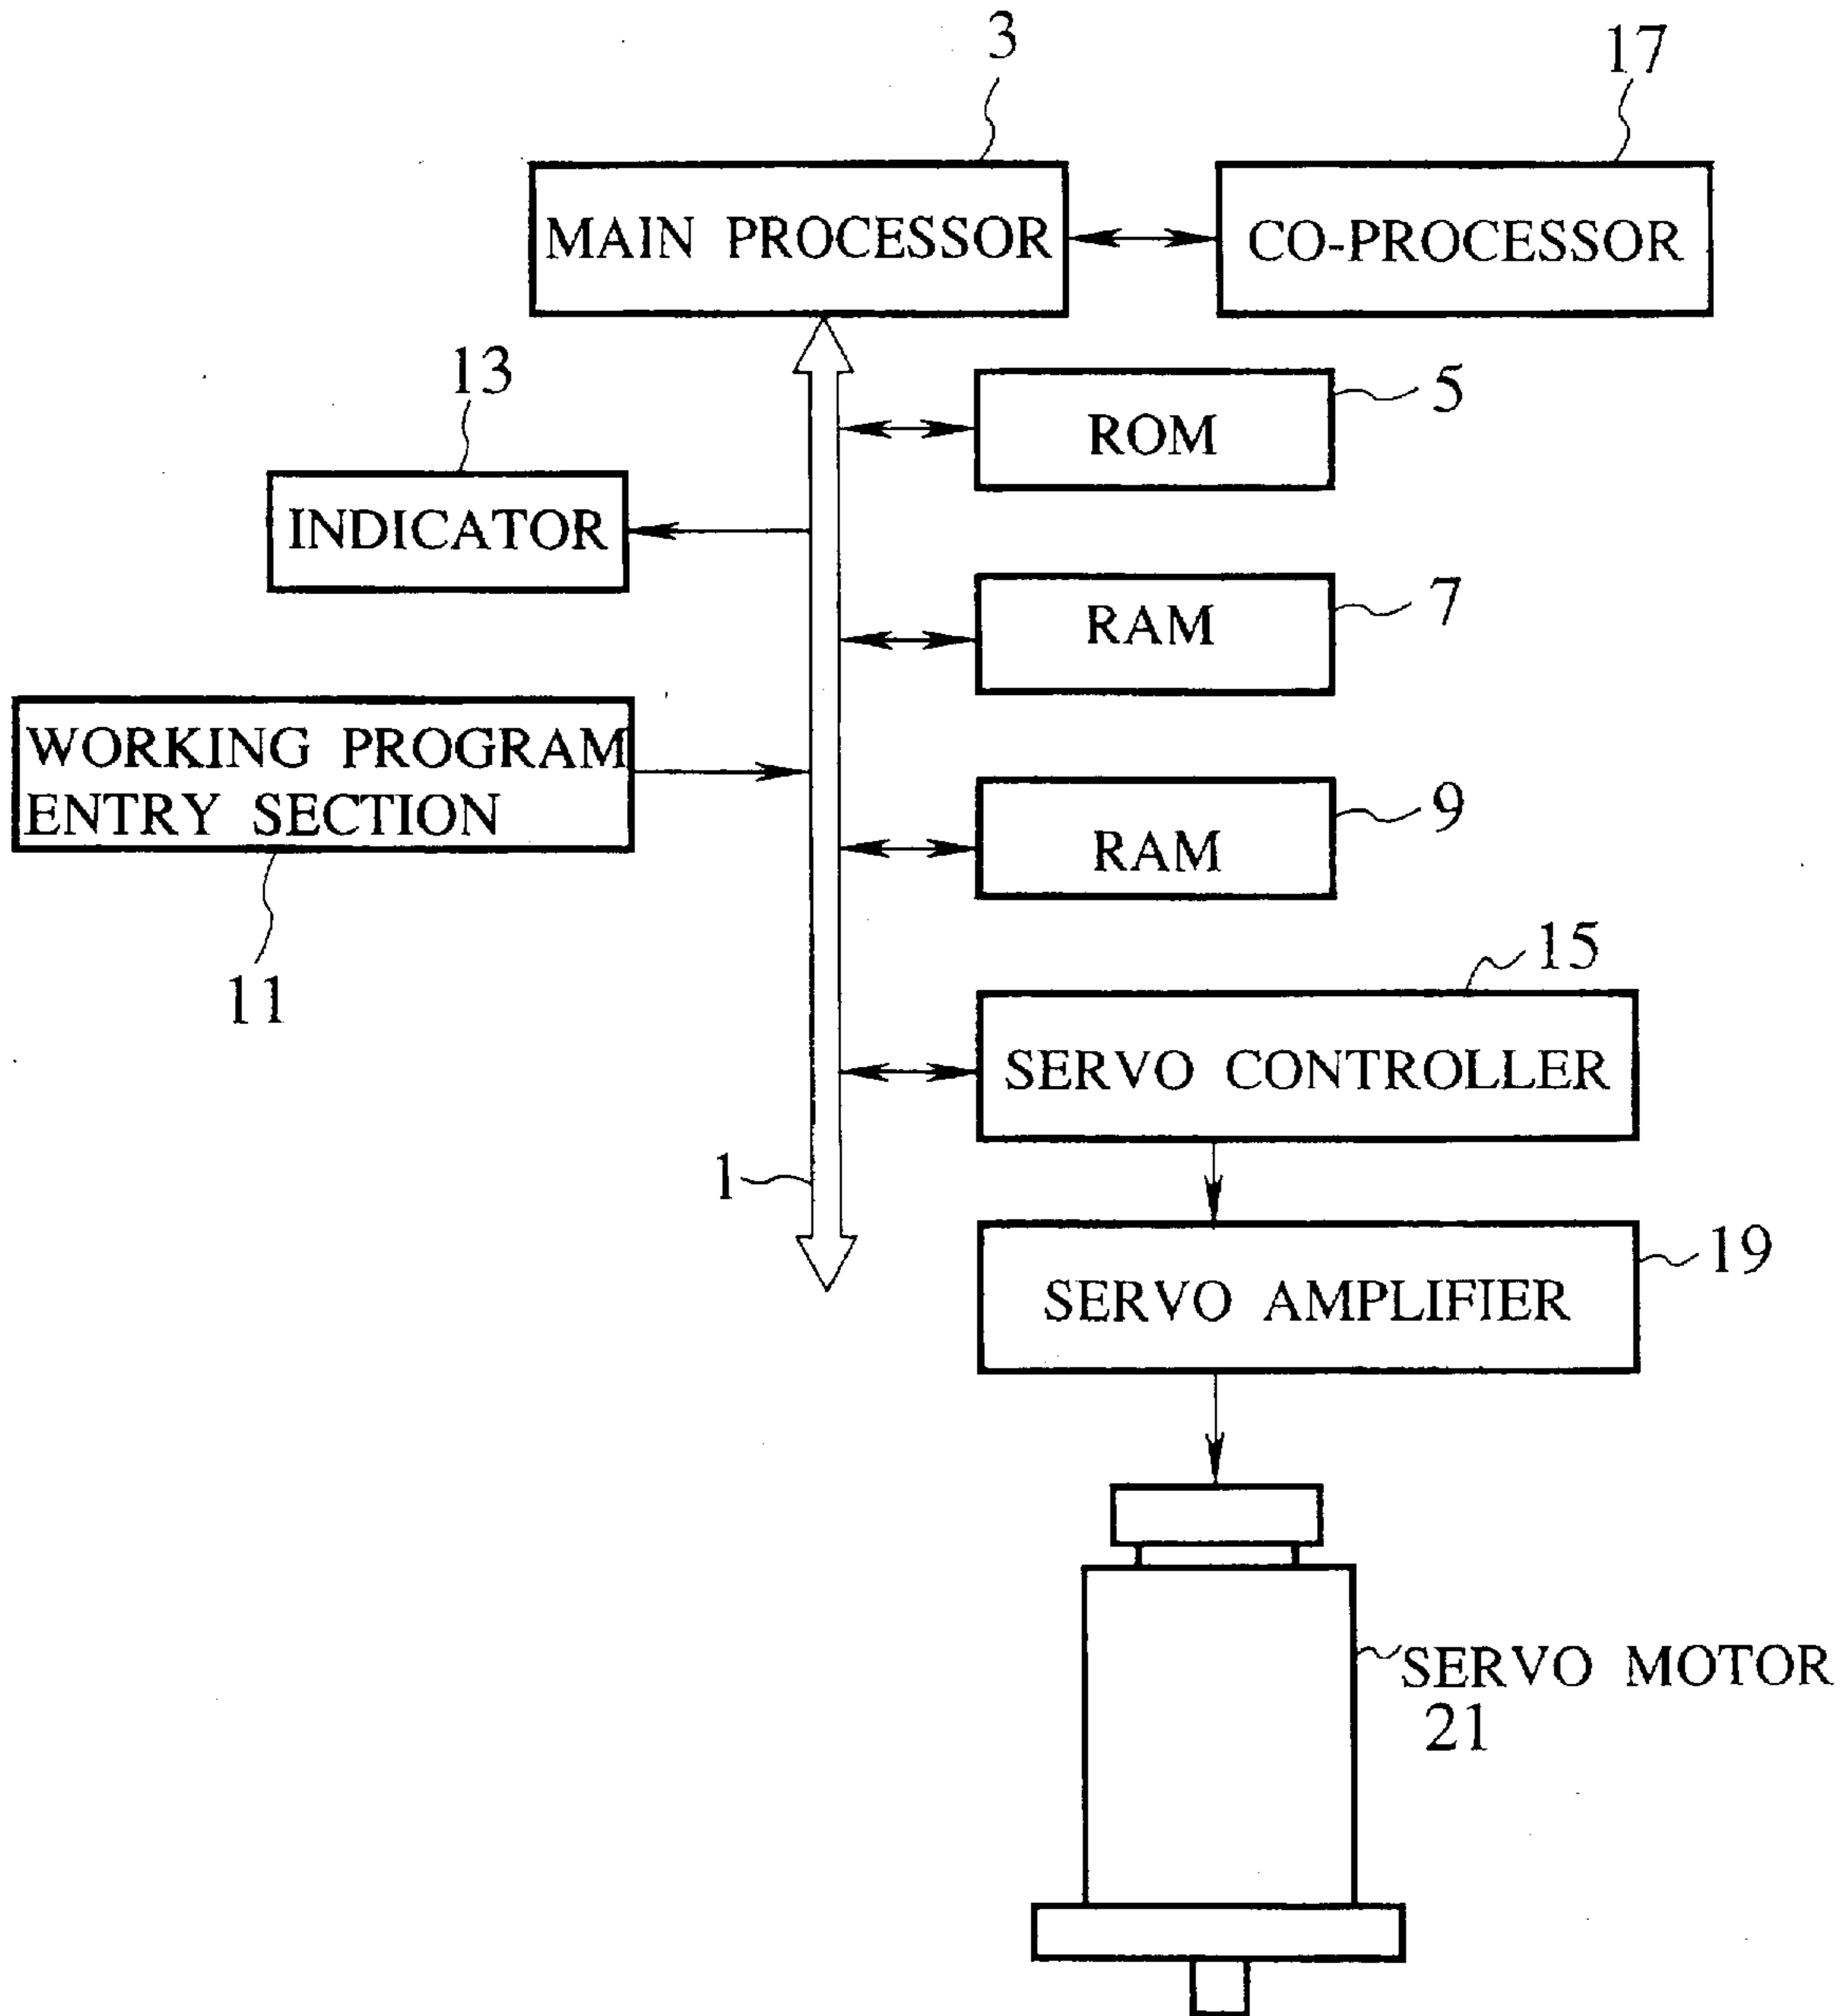 3
17
MAIN PROCESSOR
CO-PROCESSOR
13
5
ROM
INDICATOR
7
RAM
WORKING PROGRAM
ENTRY SECTION
9
RAM
11
15
SERVO CONTROLLER
1
19
SERVO AMPLIFIER
SERVO MOTOR
21